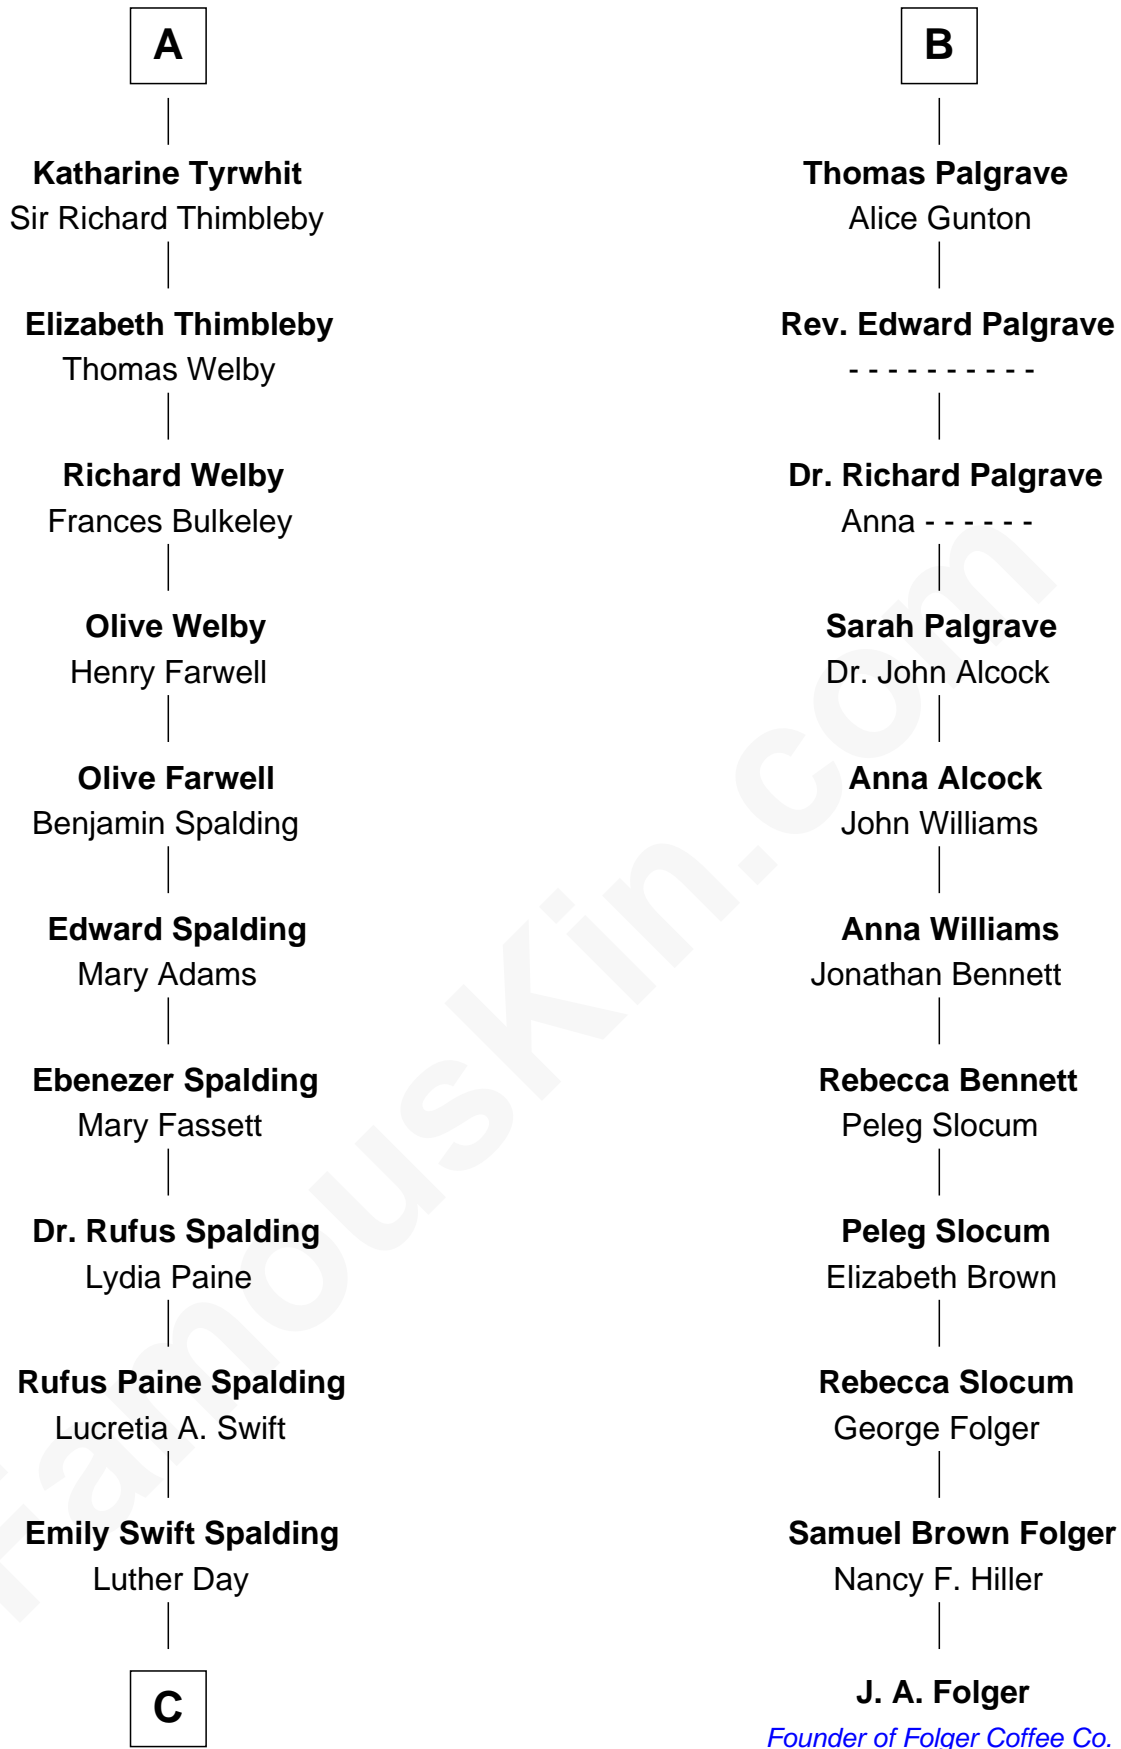 A
Katharine Tyrwhit
Sir Richard Thimbleby
Elizabeth Thimbleby
Thomas Welby
Richard Welby
Frances Bulkeley
Olive Welby
Henry Farwell
Olive Farwell
Benjamin Spalding
Edward Spalding
Mary Adams
Ebenezer Spalding
Mary Fassett
Dr. Rufus Spalding
Lydia Paine
Rufus Paine Spalding
Lucretia A. Swift
Emily Swift Spalding
Luther Day
C
B
Thomas Palgrave
Alice Gunton
Rev. Edward Palgrave
- - - - - - - - - -
Dr. Richard Palgrave
Anna - - - - - -
Sarah Palgrave
Dr. John Alcock
Anna Alcock
John Williams
Anna Williams
Jonathan Bennett
Rebecca Bennett
Peleg Slocum
Peleg Slocum
Elizabeth Brown
Rebecca Slocum
George Folger
Samuel Brown Folger
Nancy F. Hiller
J. A. Folger
Founder of Folger Coffee Co.
FamousKin.com